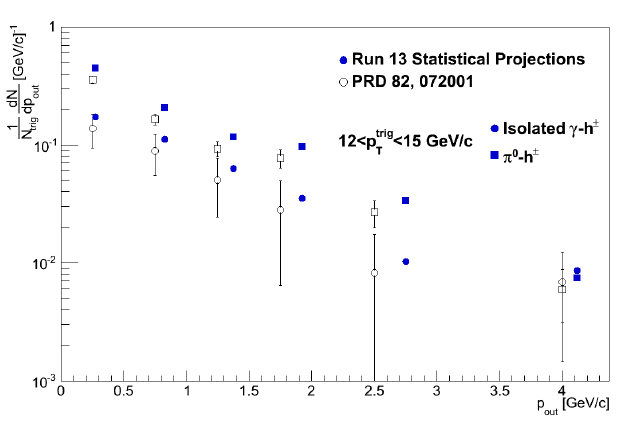 1/N_trig dN/dp_out [GeV/c]^-1
1
10^-1
10^-2
10^-3
Run 13 Statistical Projections
PRD 82, 072001
12<p_T^trig<15 GeV/c
Isolated γ-h^±
π^0-h^±
0 0.5 1 1.5 2 2.5 3 3.5 4
p_out [GeV/c]